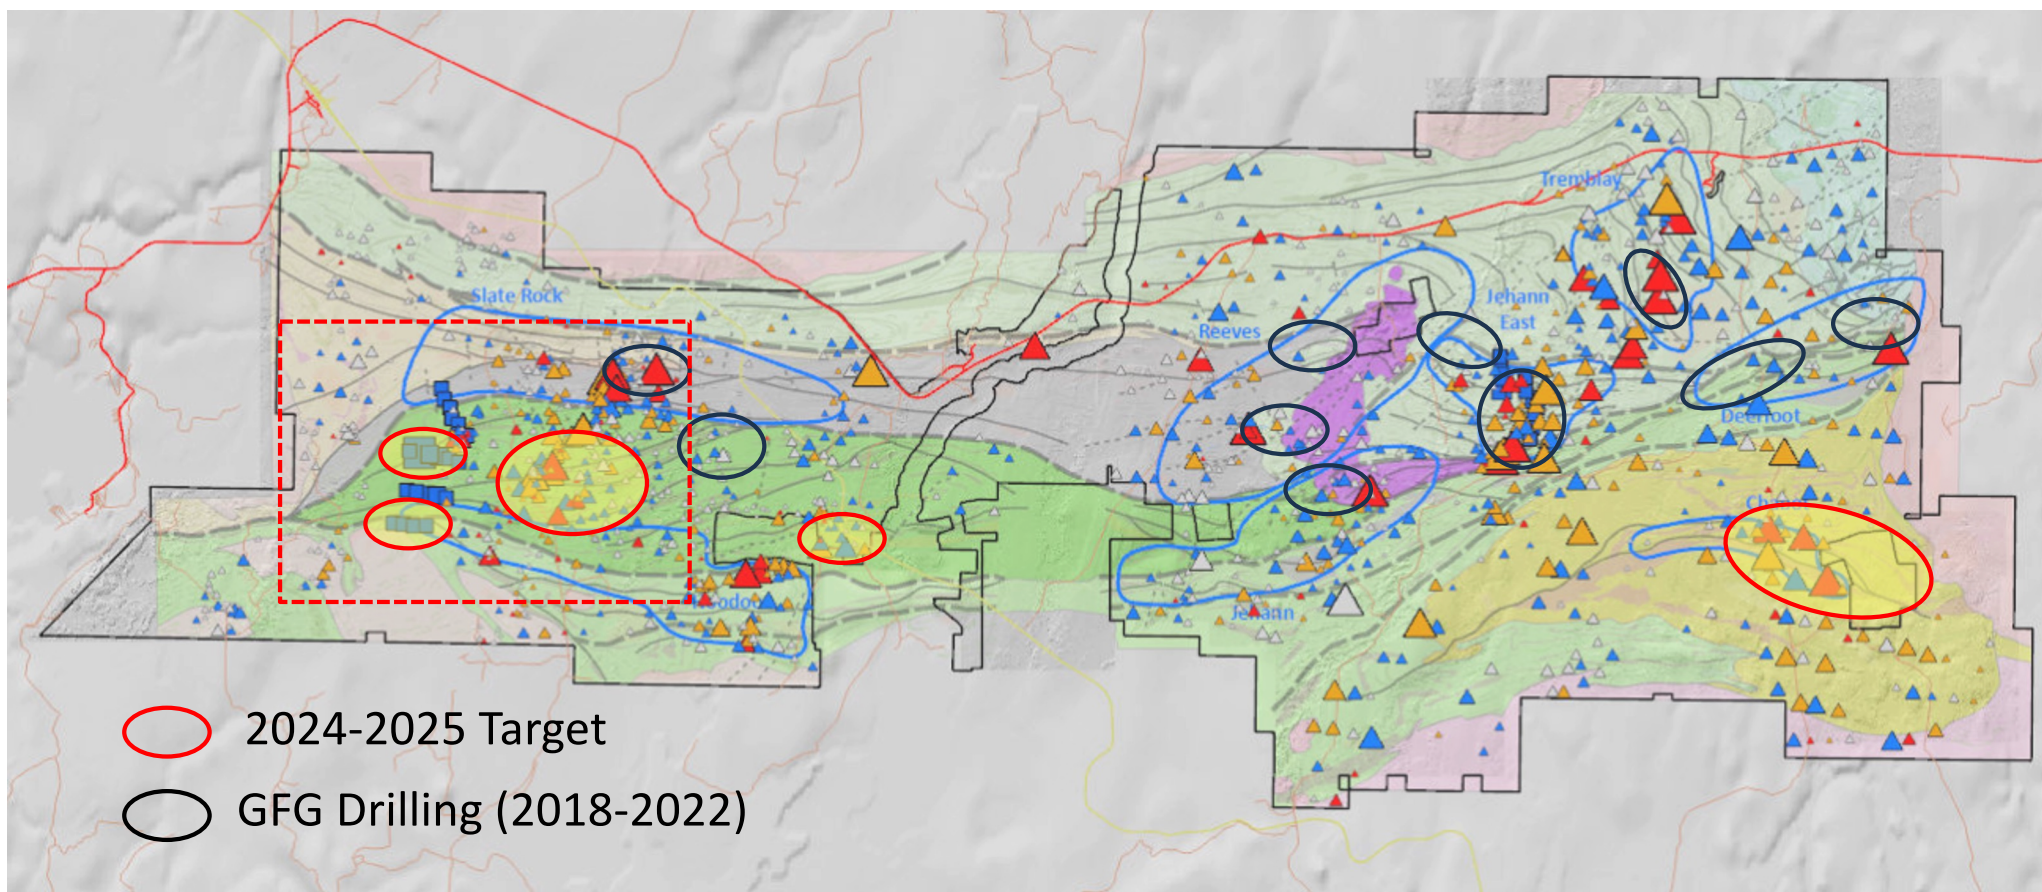 Tremblay
Slate Rock
Jehann
East
Reeves
Deerfoot
Jehann
2024-2025 Target
GFG Drilling (2018-2022)